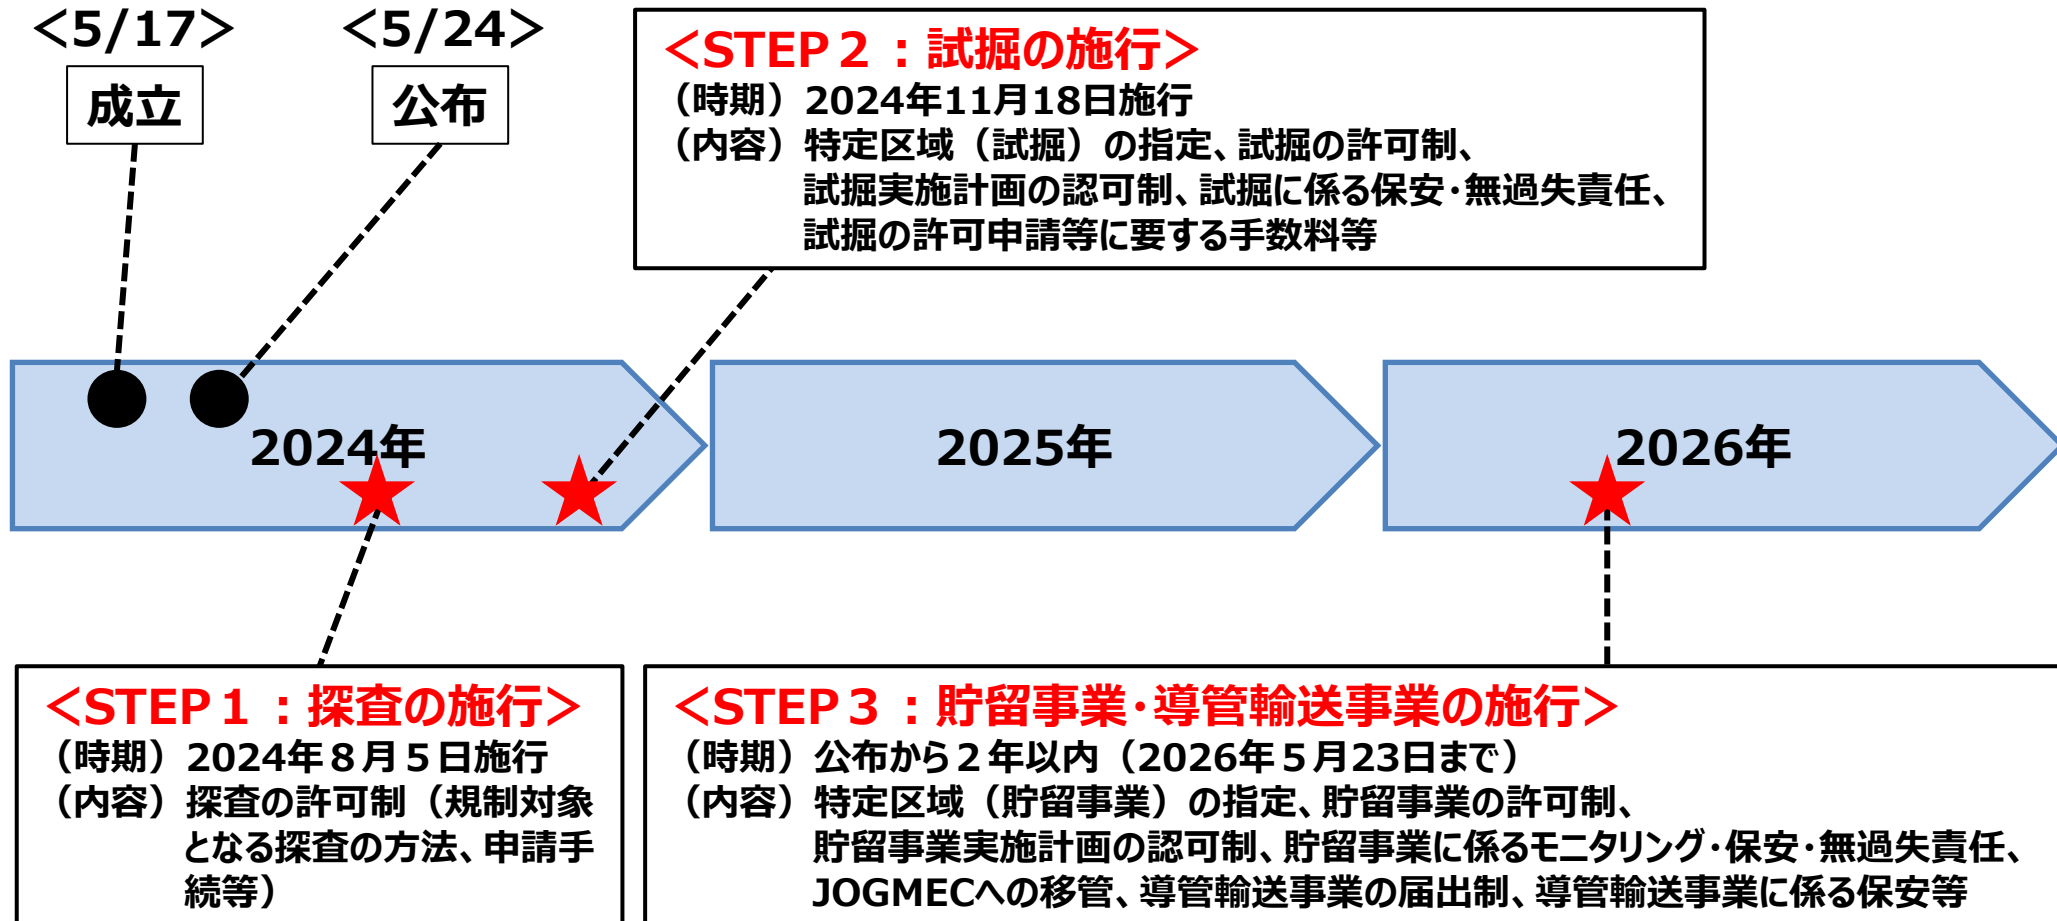 ＜5/17＞
成立
＜5/24＞
公布
＜STEP２：試掘の施行＞
（時期）2024年11月18日施行
（内容）特定区域（試掘）の指定、試掘の許可制、
試掘実施計画の認可制、試掘に係る保安・無過失責任、
試掘の許可申請等に要する手数料等
2024年
2025年
2026年
＜STEP１：探査の施行＞
（時期）2024年８月５日施行
（内容）探査の許可制（規制対象
となる探査の方法、申請手
続等）
＜STEP３：貯留事業・導管輸送事業の施行＞
（時期）公布から２年以内（2026年５月23日まで）
（内容）特定区域（貯留事業）の指定、貯留事業の許可制、
貯留事業実施計画の認可制、貯留事業に係るモニタリング・保安・無過失責任、
JOGMECへの移管、導管輸送事業の届出制、導管輸送事業に係る保安等